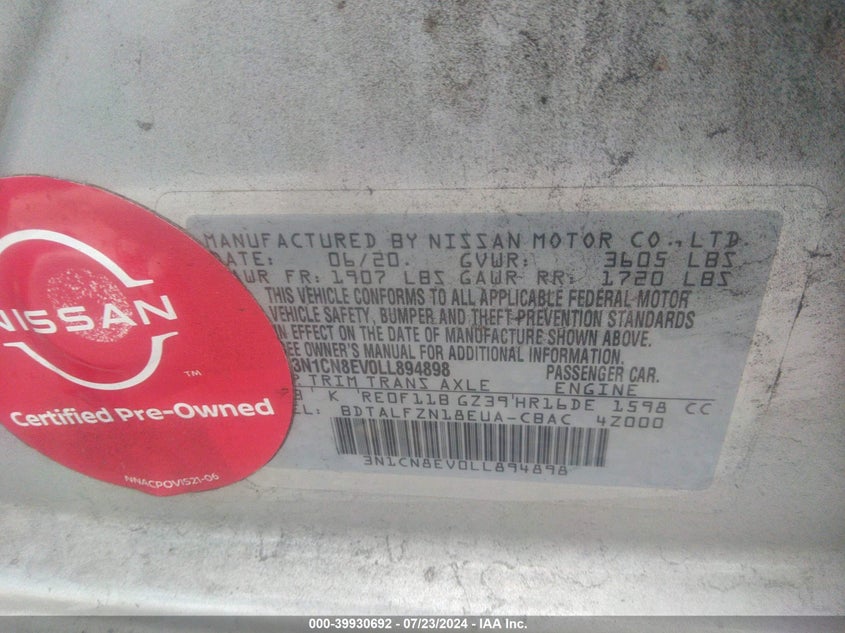 MANUFACTURED BY NISSAN MOTOR CO., LTD.
DATE: 06/20. GVWR: 3605 LBS
GAWR FR: 1907 LBS GAWR RR: 1720 LBS
THIS VEHICLE CONFORMS TO ALL APPLICABLE FEDERAL MOTOR
VEHICLE SAFETY, BUMPER AND THEFT PREVENTION STANDARDS
IN EFFECT ON THE DATE OF MANUFACTURE SHOWN ABOVE.
SEE OWNER'S MANUAL FOR ADDITIONAL INFORMATION.
3N1CN8EV0LL894898 PASSENGER CAR.
TRIM TRANS AXLE ENGINE
K RE0F11B GZ39 HR16DE 1598 CC
BDTALFZN18EUA-CBAC 4Z000
3N1CN8EV0LL894898
NISSAN
TM
Certified Pre-Owned
NNACPOV1521-06
000-39930692 - 07/23/2024 - IAA Inc.